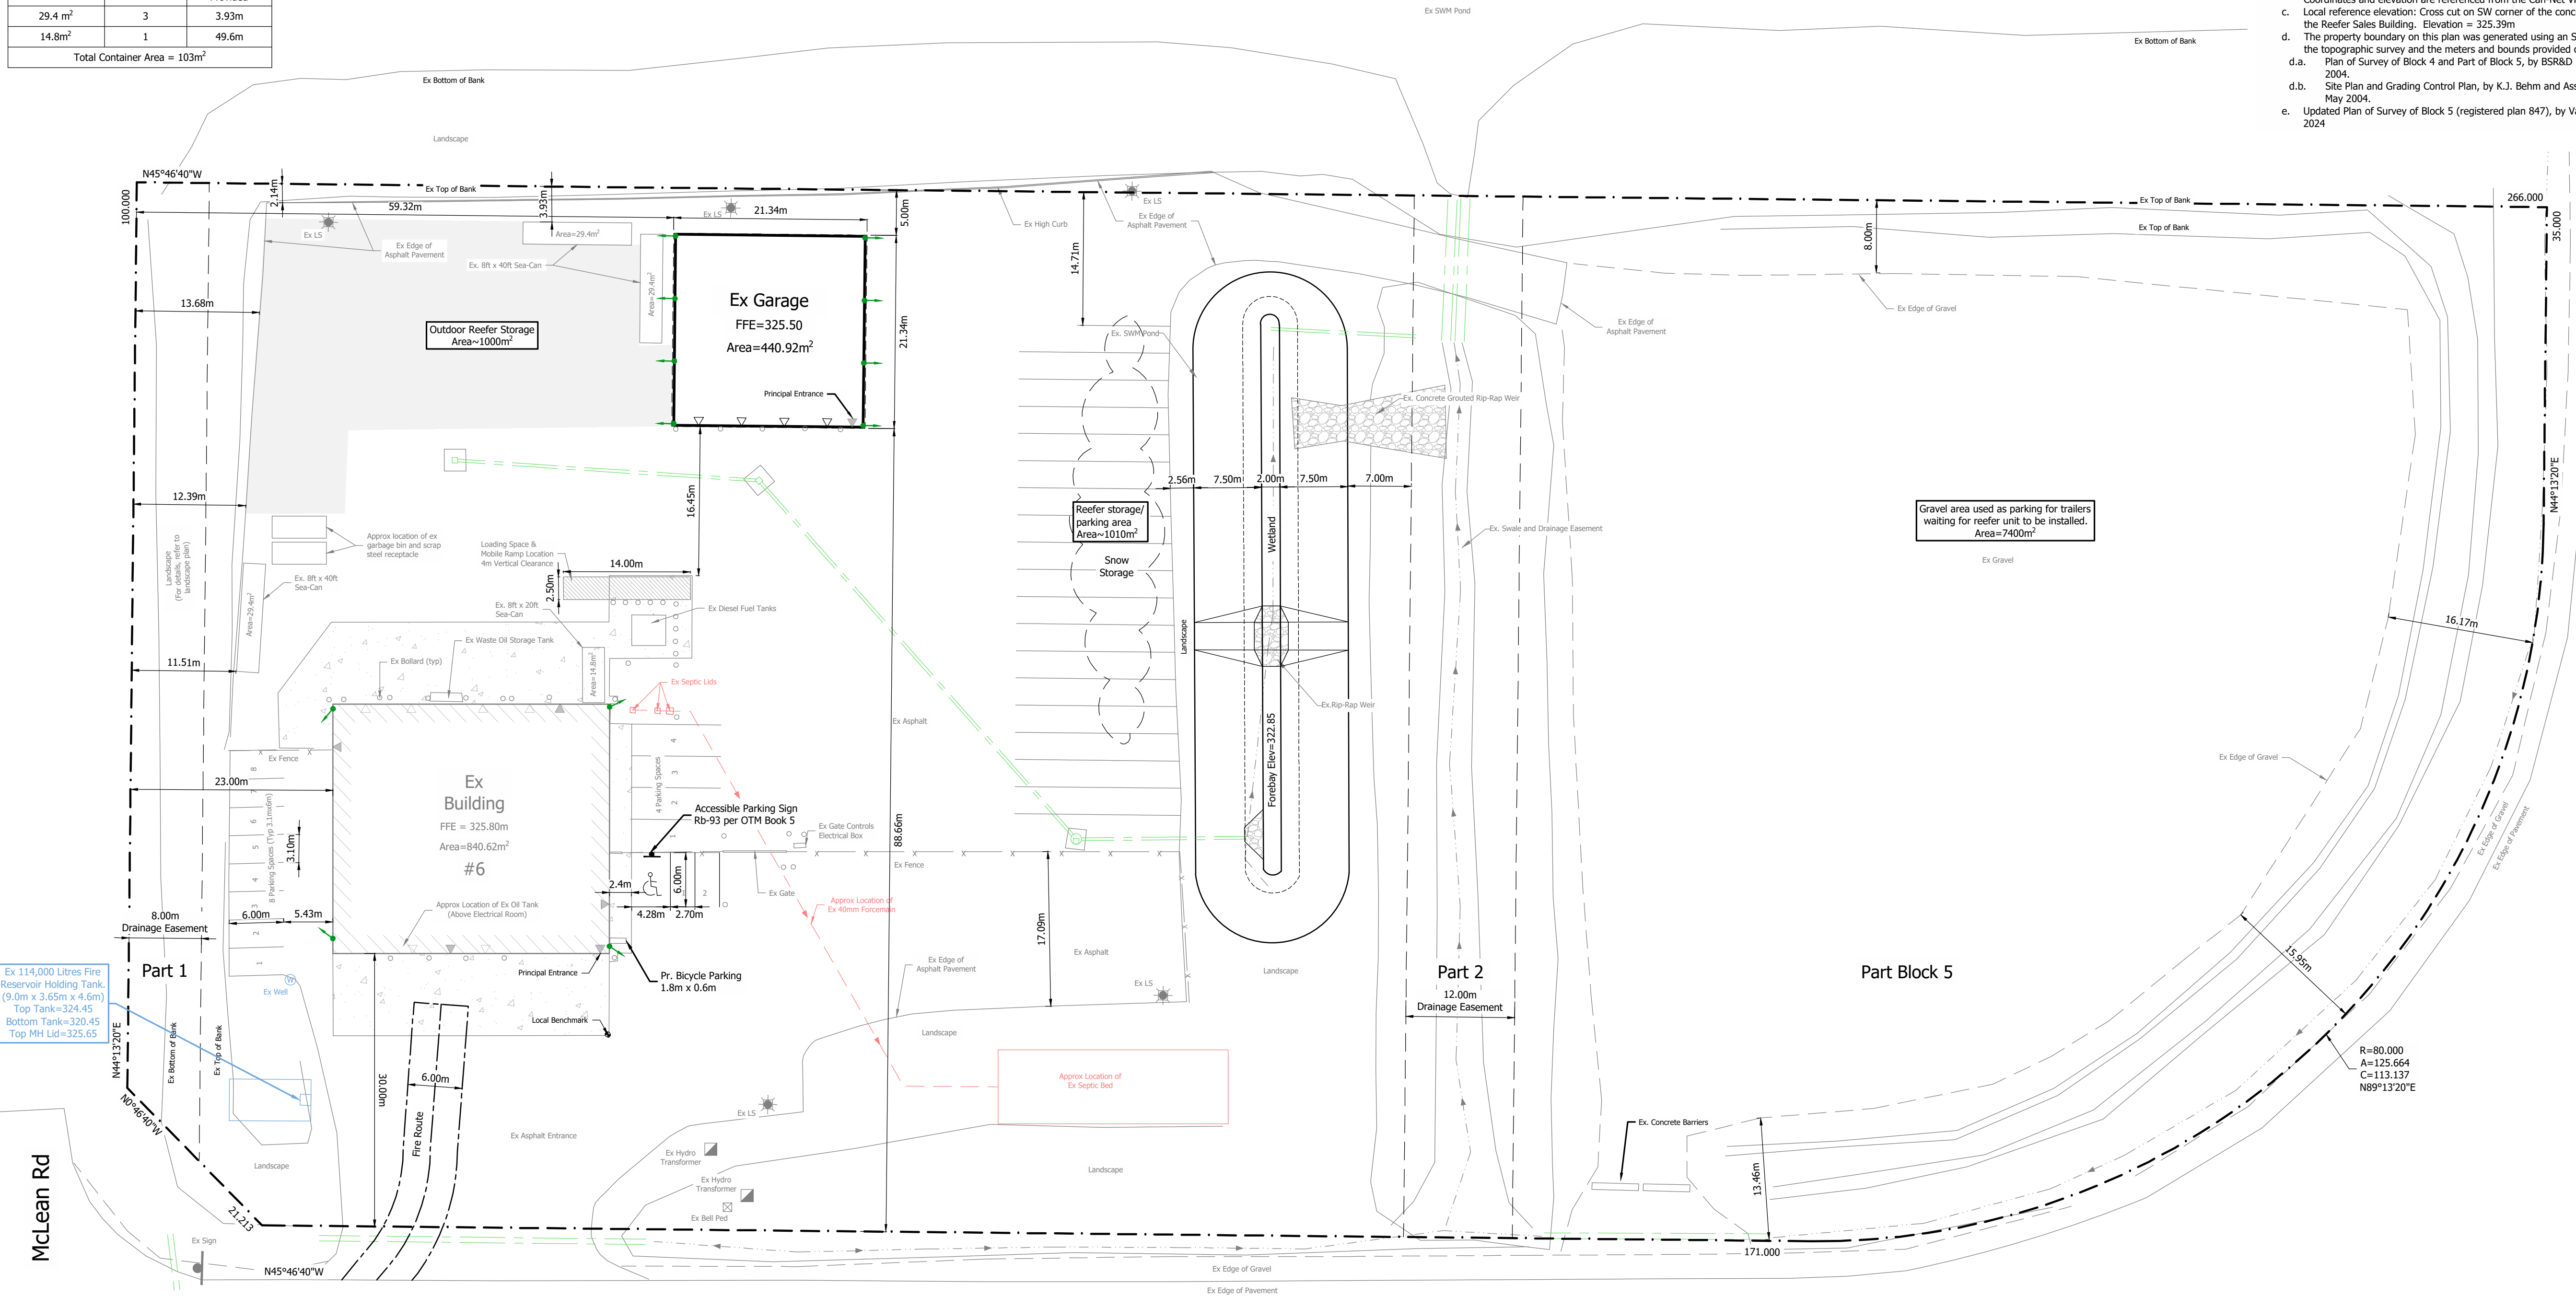 29.4 m²
3
3.93m
14.8m²
1
49.6m
Total Container Area = 103m²
c. Local reference elevation: Cross cut on SW corner of the
the Reefer Sales Building. Elevation = 325.39m
d. The property boundary on this plan was generated using an
the topographic survey and the meters and bounds provided
d.a. Plan of Survey of Block 4 and Part of Block 5, by BSR&D
2004.
d.b. Site Plan and Grading Control Plan, by K.J. Behm and
May 2004.
e. Updated Plan of Survey of Block 5 (registered plan 847), by
2024
Ex SWM Pond
Ex Bottom of Bank
Ex Bottom of Bank
Landscape
N45°46'40"W
100.000
2.14m
Ex Top of Bank
59.32m
3.93m
Ex LS
21.34m
5.00m
Ex LS
Ex High Curb
Ex Edge of
Asphalt Pavement
Ex LS
14.71m
8.00m
Ex Top of Bank
Ex Top of Bank
266.000
35.000
Ex Edge of
Asphalt Pavement
Area=29.4m²
Ex. 8ft x 40ft Sea-Can
Area=29.4m²
13.68m
Outdoor Reefer Storage
Area~1000m²
Ex Garage
FFE=325.50
Area=440.92m²
21.34m
Principal Entrance
Ex. SWM Pond
Ex Edge of
Asphalt Pavement
Ex Edge of Gravel
Ex. Concrete Grouted Rip-Rap Weir
12.39m
16.45m
2.56m
7.50m
2.00m
7.50m
7.00m
N44°13'20"E
Landscape
(For details, refer to
landscape plan)
Approx location of ex
garbage bin and scrap
steel receptacle
Loading Space &
Mobile Ramp Location
4m Vertical Clearance
14.00m
2.50m
Reefer storage/
parking area
Area~1010m²
Snow
Storage
Wetland
Ex. Swale and Drainage Easement
Gravel area used as parking for trailers
waiting for reefer unit to be installed.
Area=7400m²
Ex Gravel
Ex. 8ft x 40ft
Sea-Can
Area=29.4m²
Ex. 8ft x 20ft
Sea-Can
Ex Diesel Fuel Tanks
Ex Waste Oil Storage Tank
Ex Bollard (typ)
Area=14.8m²
Landscape
16.17m
11.51m
Ex Septic Lids
Ex Asphalt
Ex.Rip-Rap Weir
Forebay Elev=322.85
Ex Fence
23.00m
Ex
Building
FFE = 325.80m
Area=840.62m²
#6
8 Parking Spaces (Typ 3.1mx6m)
8
7
6
5
4
3
2
1
3.10m
4 Parking Spaces
4
3
2
1
Accessible Parking Sign
Rb-93 per OTM Book 5
Ex Gate Controls
Electrical Box
88.66m
Ex Fence
Ex Gate
2.4m
6.00m
1
2
4.28m
2.70m
Approx Location of Ex Oil Tank
(Above Electrical Room)
Approx Location of
Ex 40mm Forcemain
Ex Edge of Gravel
Ex Edge of Gravel
Ex Edge of Pavement
8.00m
Drainage Easement
6.00m
5.43m
17.09m
Ex Asphalt
15.95m
Part 1
Ex 114,000 Litres Fire
Reservoir Holding Tank.
(9.0m x 3.65m x 4.6m)
Top Tank=324.45
Bottom Tank=320.45
Top MH Lid=325.65
W
Ex Well
Principal Entrance
Pr. Bicycle Parking
1.8m x 0.6m
Ex Edge of
Asphalt Pavement
Ex LS
Landscape
Part 2
12.00m
Drainage Easement
Part Block 5
N44°13'20"E
Ex Bottom of Bank
Ex Top of Bank
Local Benchmark
Landscape
R=80.000
A=125.664
C=113.137
N89°13'20"E
30.00m
6.00m
Fire Route
Approx Location of
Ex Septic Bed
N0°46'40"W
Ex LS
Ex Asphalt Entrance
Ex. Concrete Barriers
13.46m
Landscape
Ex Hydro
Transformer
Landscape
Ex Hydro
Transformer
Ex Bell Ped
McLean Rd
21.213
Ex Sign
N45°46'40"W
171.000
Ex Edge of Gravel
Ex Edge of Pavement